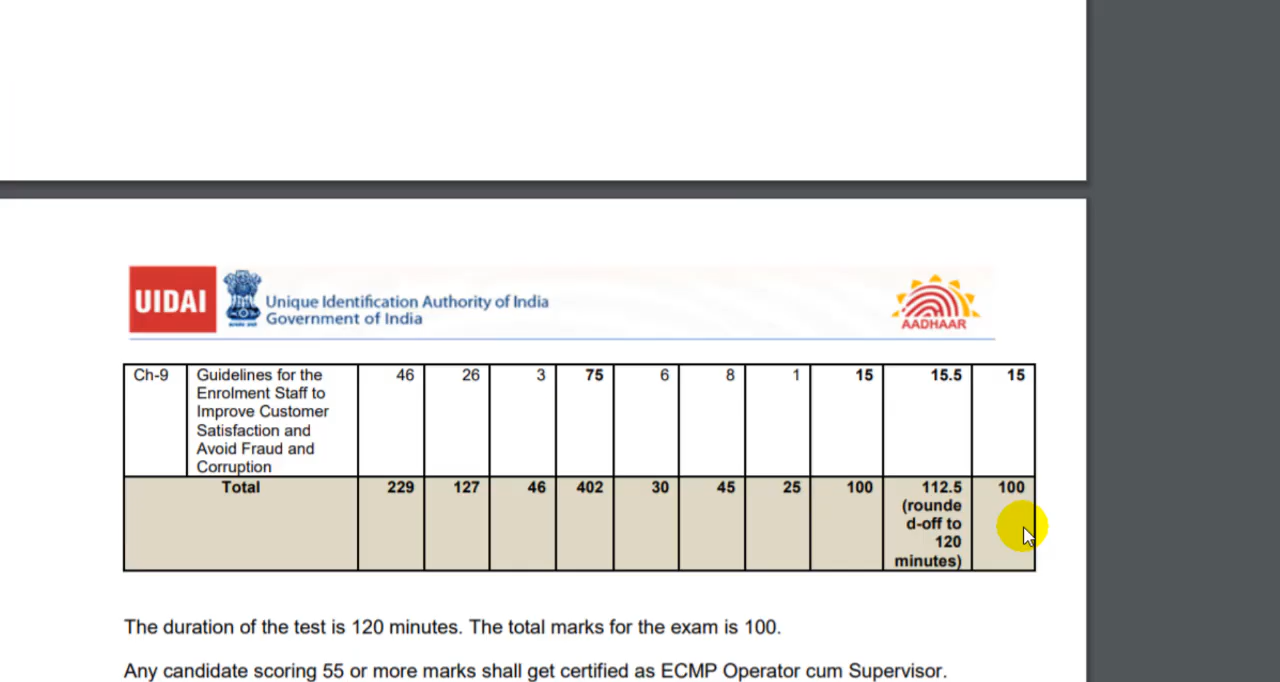 UIDAI
Unique Identification Authority of India
Government of India
AADHAAR
Ch-9 Guidelines for the 46 26 3 75 6 8 1 15 15.5 15
Enrolment Staff to
Improve Customer
Satisfaction and
Avoid Fraud and
Corruption
Total 229 127 46 402 30 45 25 100 112.5 100
(rounde
d-off to
120
minutes)
The duration of the test is 120 minutes. The total marks for the exam is 100.
Any candidate scoring 55 or more marks shall get certified as ECMP Operator cum Supervisor.